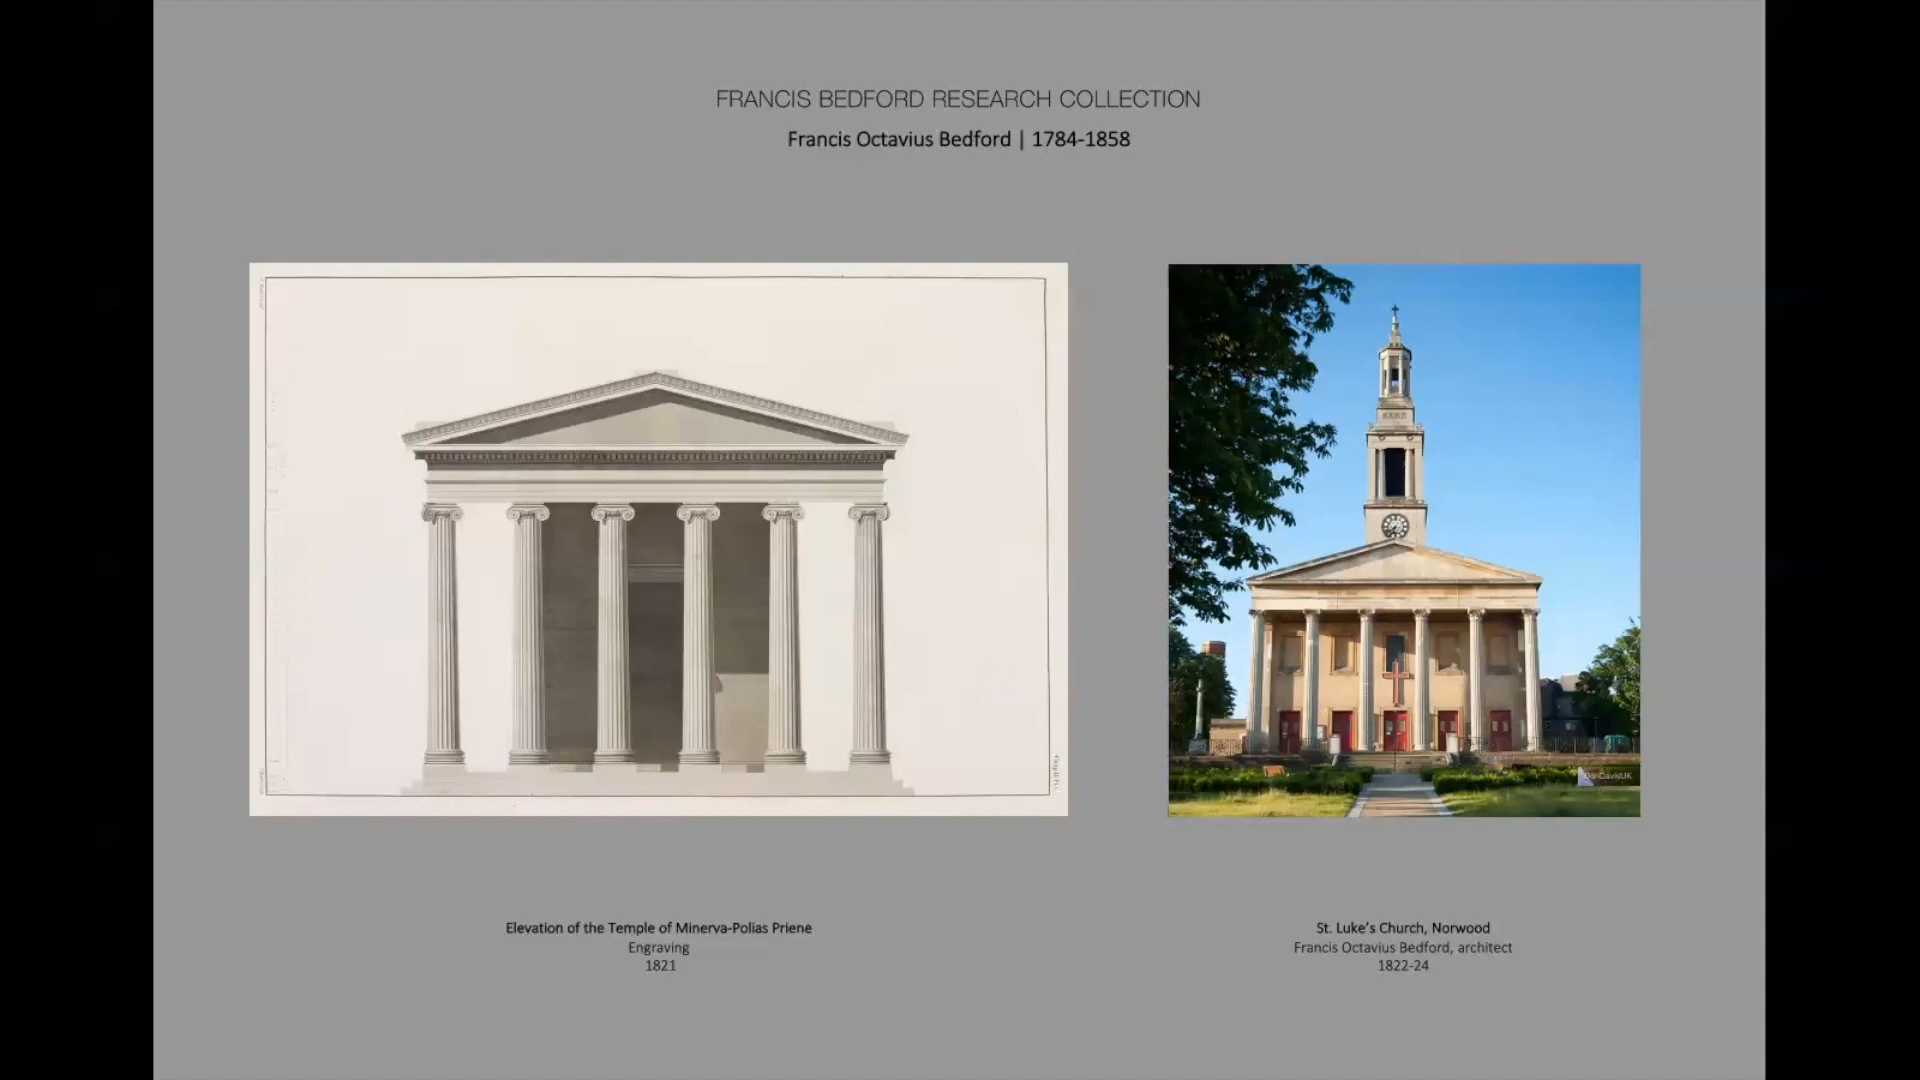 FRANCIS BEDFORD RESEARCH COLLECTION
Francis Octavius Bedford | 1784-1858
DonDavisUK
Elevation of the Temple of Minerva-Polias Priene
Engraving
1821
St. Luke's Church, Norwood
Francis Octavius Bedford, architect
1822-24